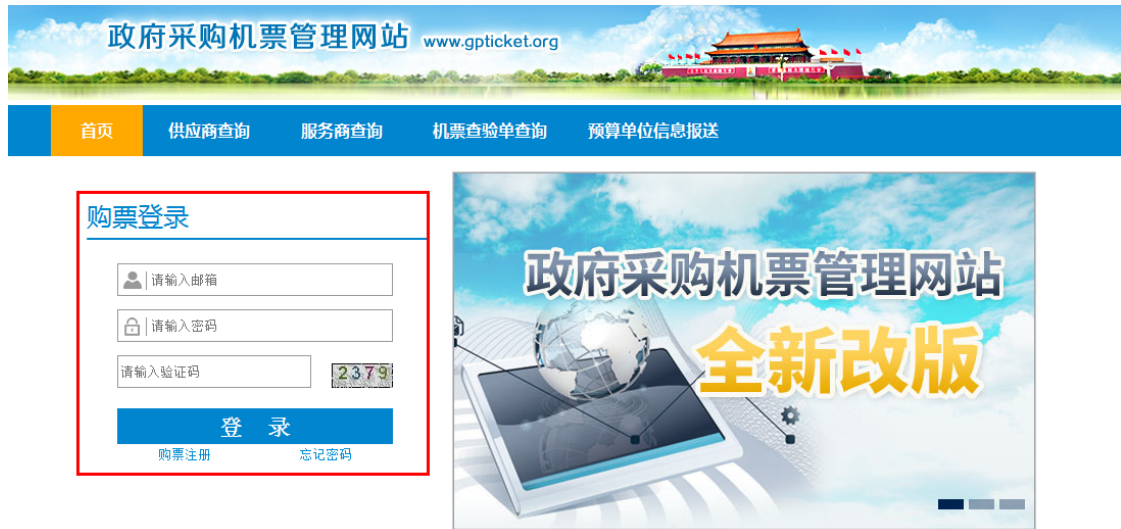 政府采购机票管理网站 www.gpticket.org
首页 供应商查询 服务商查询 机票查验单查询 预算单位信息报送
购票登录
请输入邮箱
请输入密码
请输入验证码 2379
登 录
购票注册 忘记密码
政府采购机票管理网站
全新改版